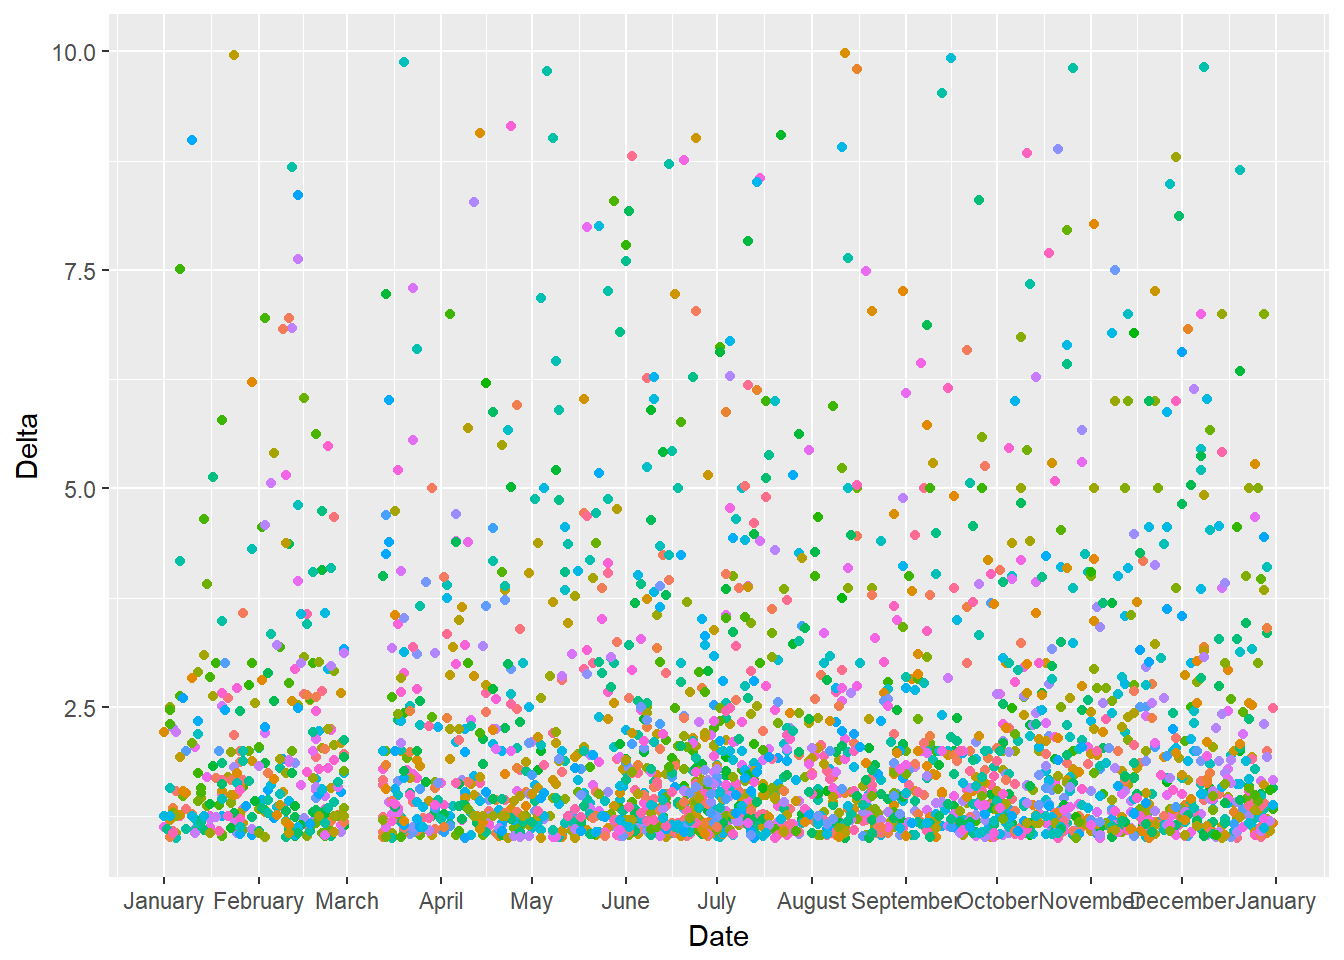 10.0
7.5
5.0
2.5
Delta
January February March April May June July August September October November December January
Date